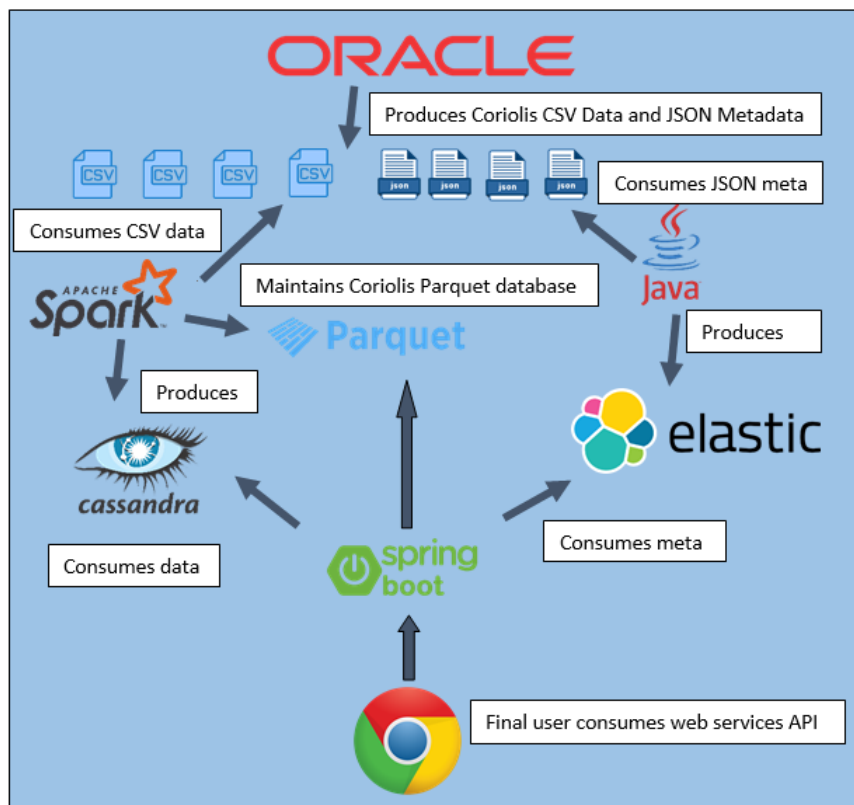 ORACLE
Produces Coriolis CSV Data and JSON Metadata
CSV CSV CSV CSV json json json json
Consumes JSON meta
Consumes CSV data
APACHE
Spark™
Java™
Maintains Coriolis Parquet database
Parquet
Produces
Produces
elastic
cassandra
Consumes meta
Consumes data
spring
boot
Final user consumes web services API